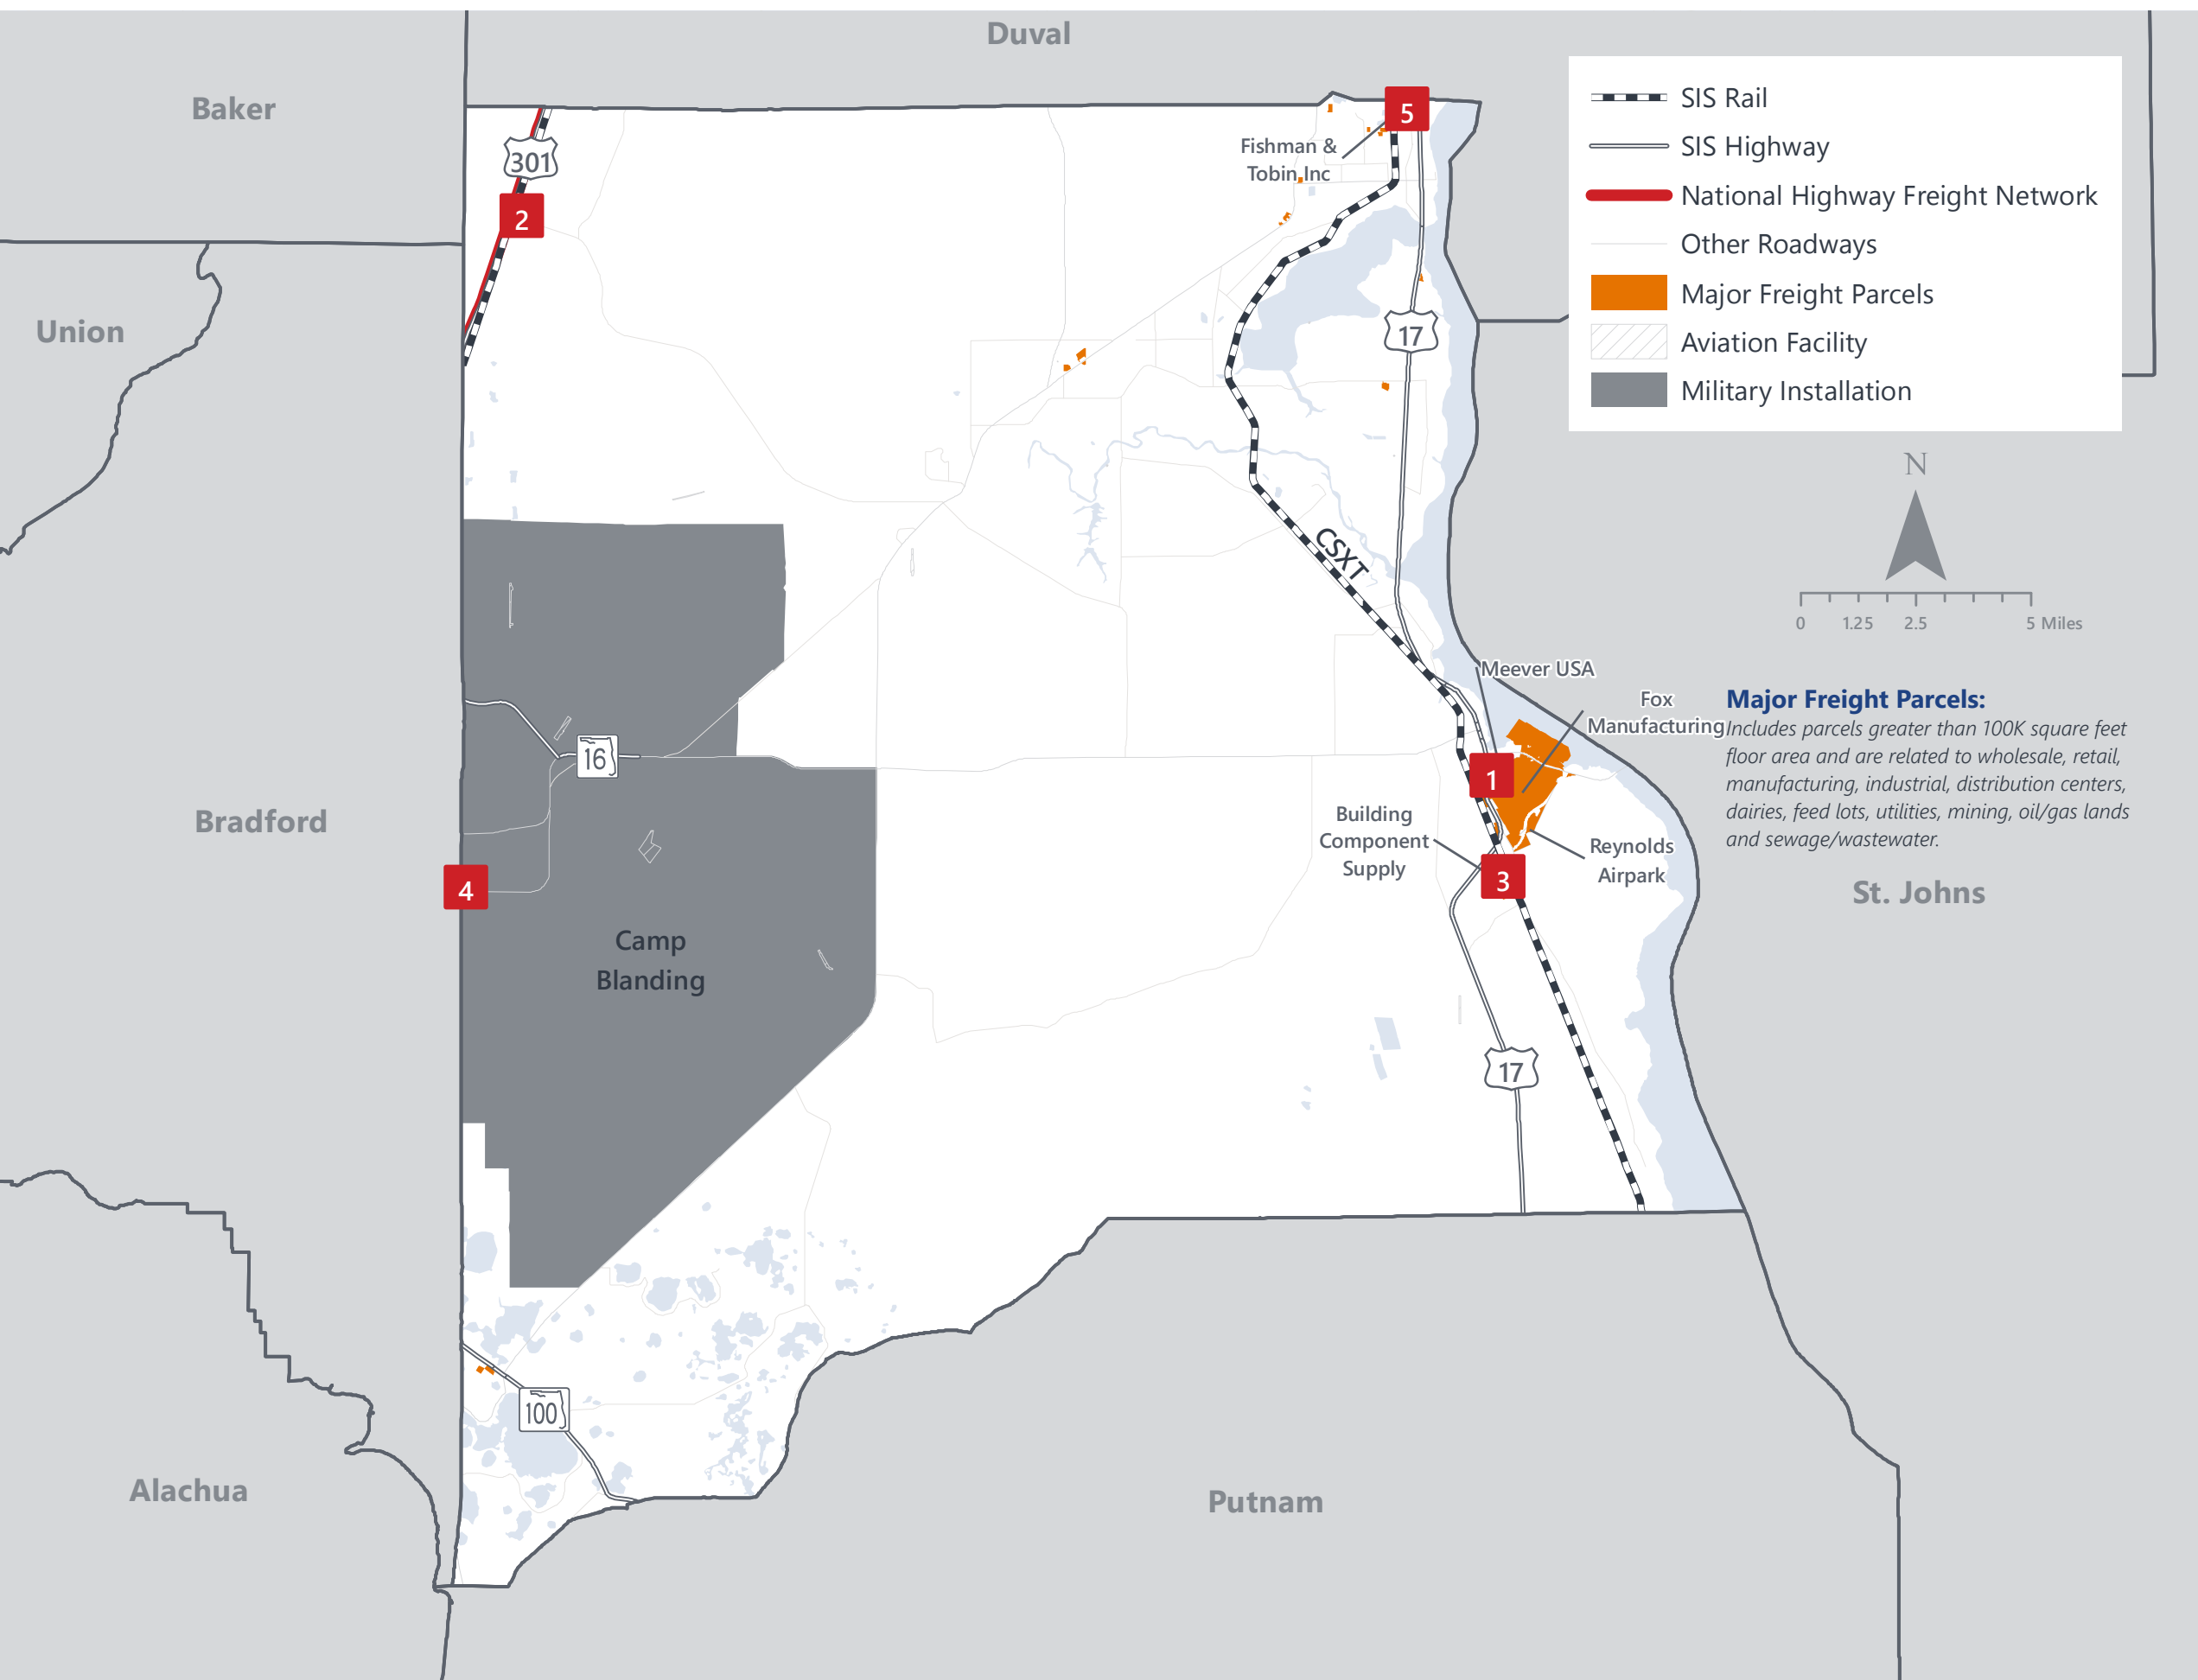 Duval
Baker
Union
Bradford
Alachua
Putnam
St. Johns
301
2
5
Fishman &
Tobin,Inc
17
CSXT
16
4
Camp
Blanding
100
Meever USA
Fox
Manufacturing
1
Building
Component
Supply
3
Reynolds
Airpark
17
SIS Rail
SIS Highway
National Highway Freight Network
Other Roadways
Major Freight Parcels
Aviation Facility
Military Installation
N
0 1.25 2.5 5 Miles
Major Freight Parcels:
Includes parcels greater than 100K square feet
floor area and are related to wholesale, retail,
manufacturing, industrial, distribution centers,
dairies, feed lots, utilities, mining, oil/gas lands
and sewage/wastewater.